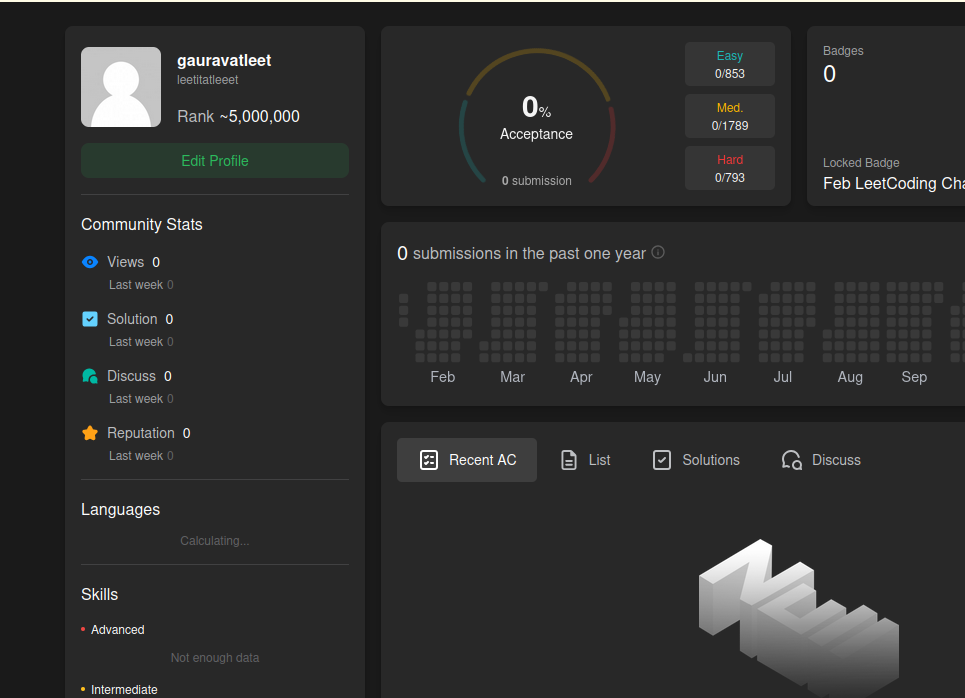 gauravatleet
leetitatleeet
Rank ~5,000,000
Edit Profile
Community Stats
Views 0
Last week 0
Solution 0
Last week 0
Discuss 0
Last week 0
Reputation 0
Last week 0
Languages
Calculating...
Skills
Advanced
Not enough data
Intermediate
0%
Acceptance
0 submission
Easy
0/853
Med.
0/1789
Hard
0/793
Badges
0
Locked Badge
Feb LeetCoding Cha
0 submissions in the past one year
Feb Mar Apr May Jun Jul Aug Sep
Recent AC List Solutions Discuss